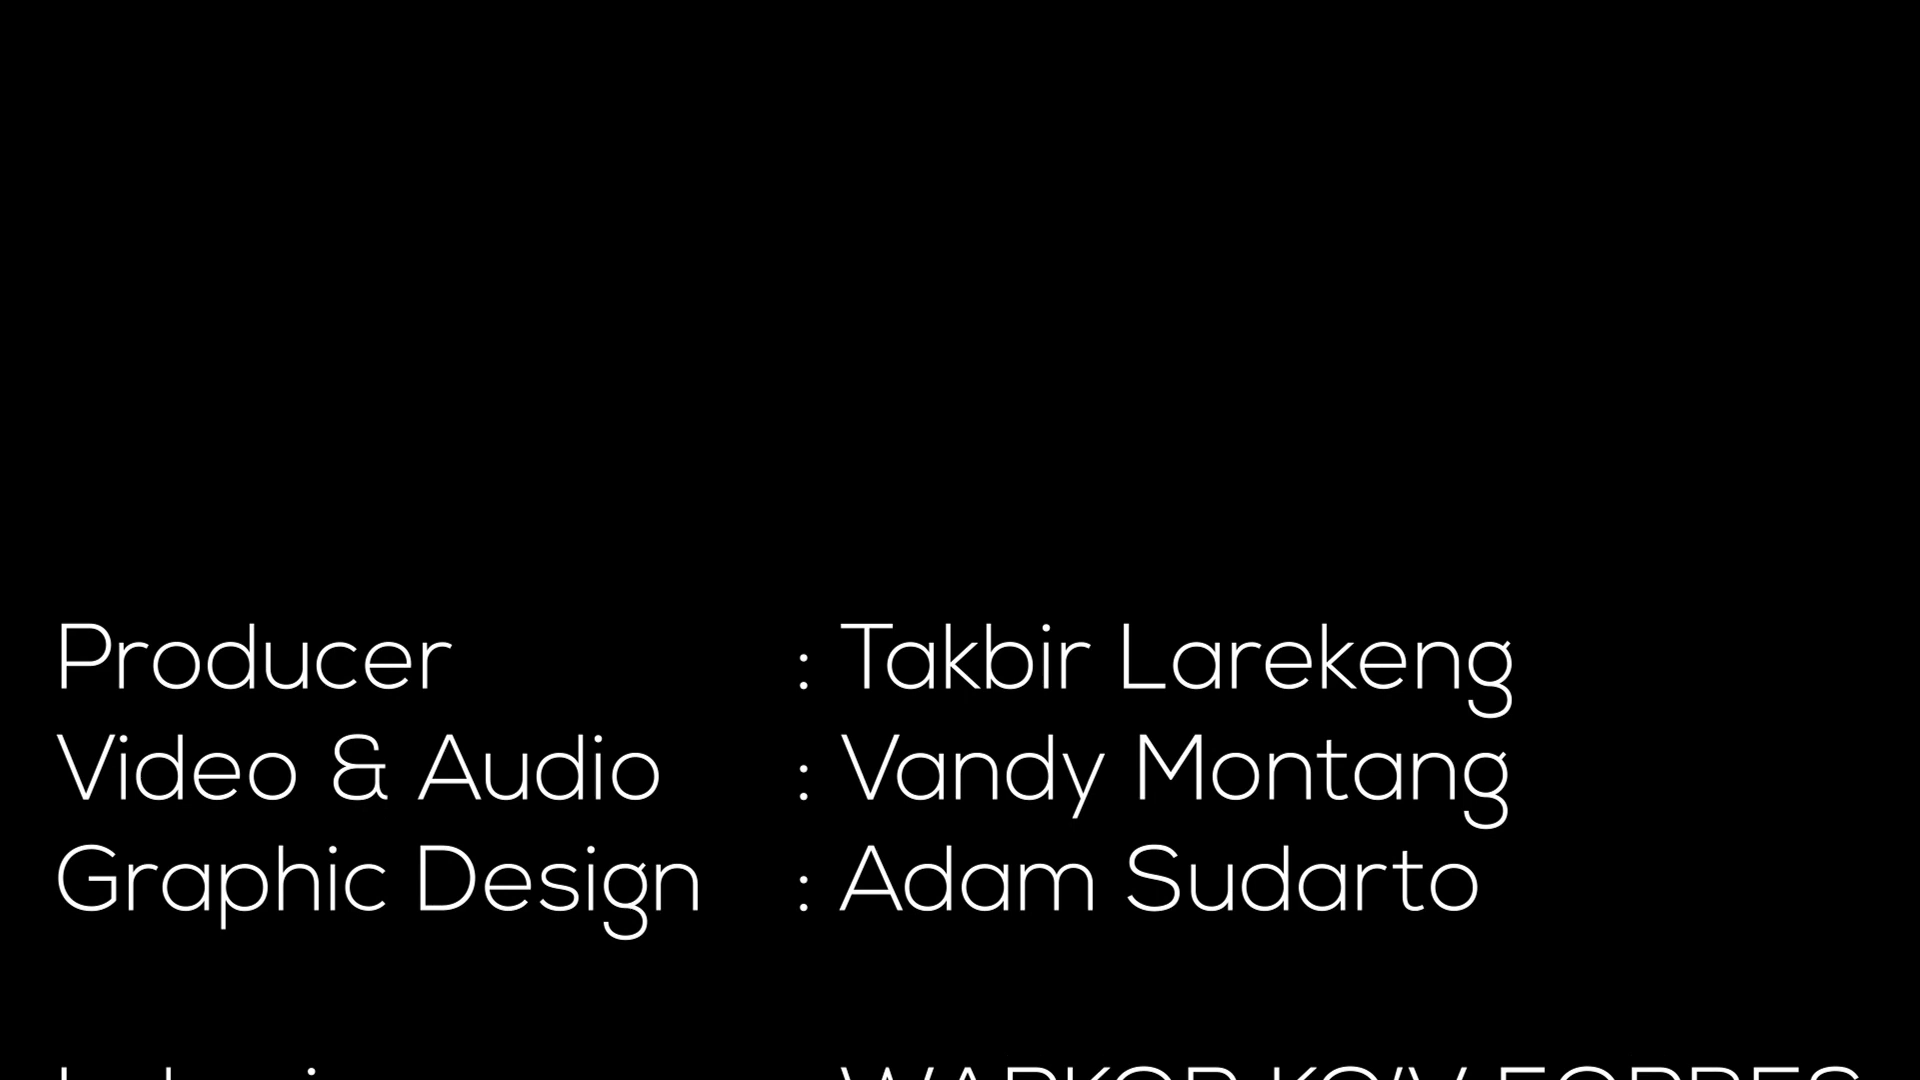 Producer : Takbir Larekeng
Video & Audio : Vandy Montang
Graphic Design : Adam Sudarto